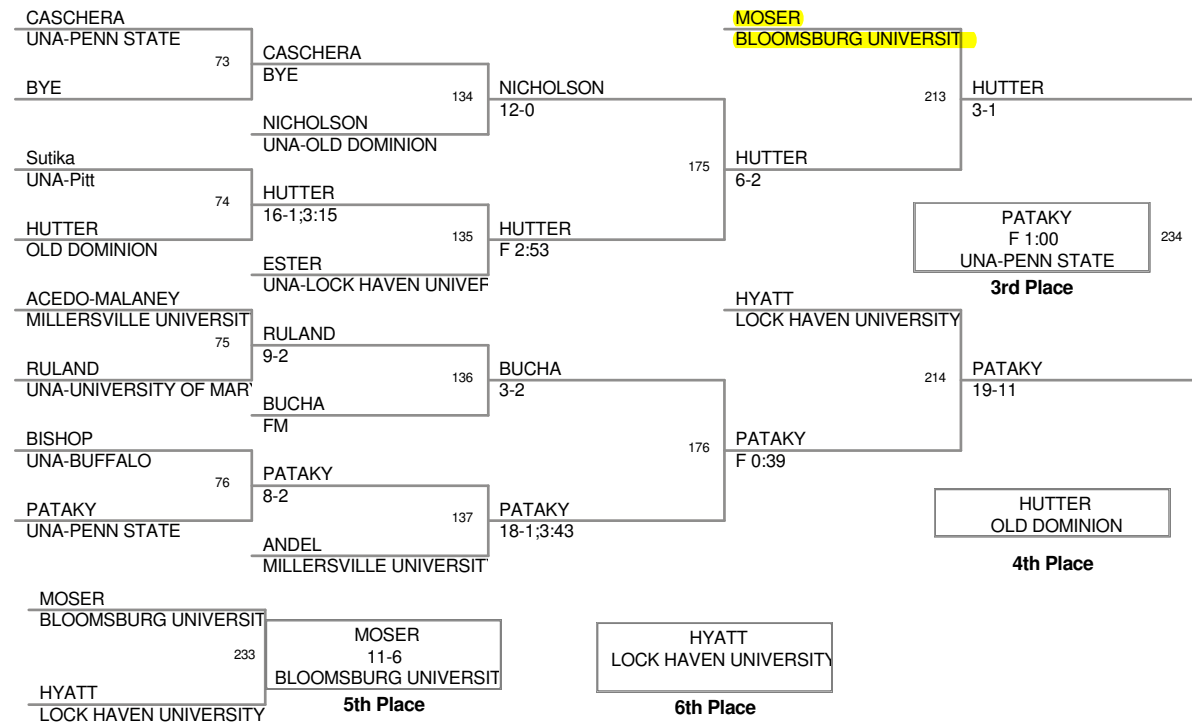 CASCHERA
UNA-PENN STATE
73
BYE
CASCHERA
BYE
134
NICHOLSON
UNA-OLD DOMINION
NICHOLSON
12-0
Sutika
UNA-Pitt
74
HUTTER
OLD DOMINION
HUTTER
16-1;3:15
135
ESTER
UNA-LOCK HAVEN UNIVER
HUTTER
F 2:53
175
HUTTER
6-2
MOSER
BLOOMSBURG UNIVERSIT
213
HUTTER
3-1
PATAKY
F 1:00
UNA-PENN STATE
234
3rd Place
ACEDO-MALANEY
MILLERSVILLE UNIVERSIT
75
RULAND
UNA-UNIVERSITY OF MAR
RULAND
9-2
136
BUCHA
FM
BUCHA
3-2
BISHOP
UNA-BUFFALO
76
PATAKY
UNA-PENN STATE
PATAKY
8-2
137
ANDEL
MILLERSVILLE UNIVERSIT
PATAKY
18-1;3:43
176
PATAKY
F 0:39
HYATT
LOCK HAVEN UNIVERSITY
214
PATAKY
19-11
HUTTER
OLD DOMINION
4th Place
MOSER
BLOOMSBURG UNIVERSIT
233
HYATT
LOCK HAVEN UNIVERSITY
MOSER
11-6
BLOOMSBURG UNIVERSIT
5th Place
HYATT
LOCK HAVEN UNIVERSITY
6th Place